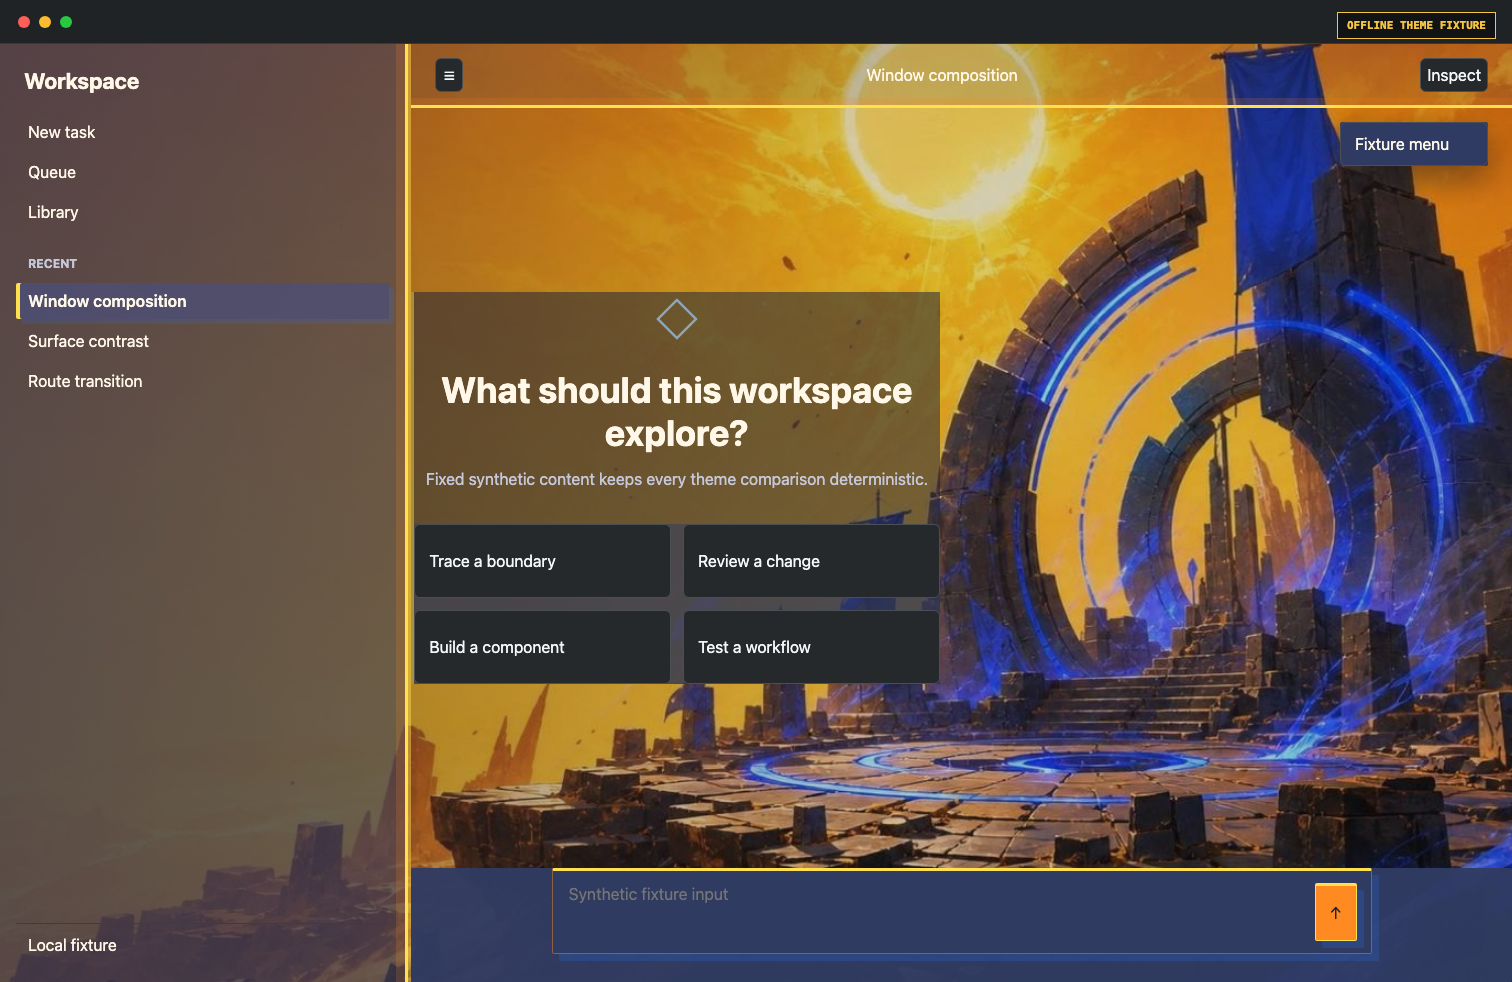 OFFLINE THEME FIXTURE
Workspace
New task
Queue
Library
RECENT
Window composition
Surface contrast
Route transition
Local fixture
Window composition
Inspect
Fixture menu
What should this workspace
explore?
Fixed synthetic content keeps every theme comparison deterministic.
Trace a boundary
Review a change
Build a component
Test a workflow
Synthetic fixture input